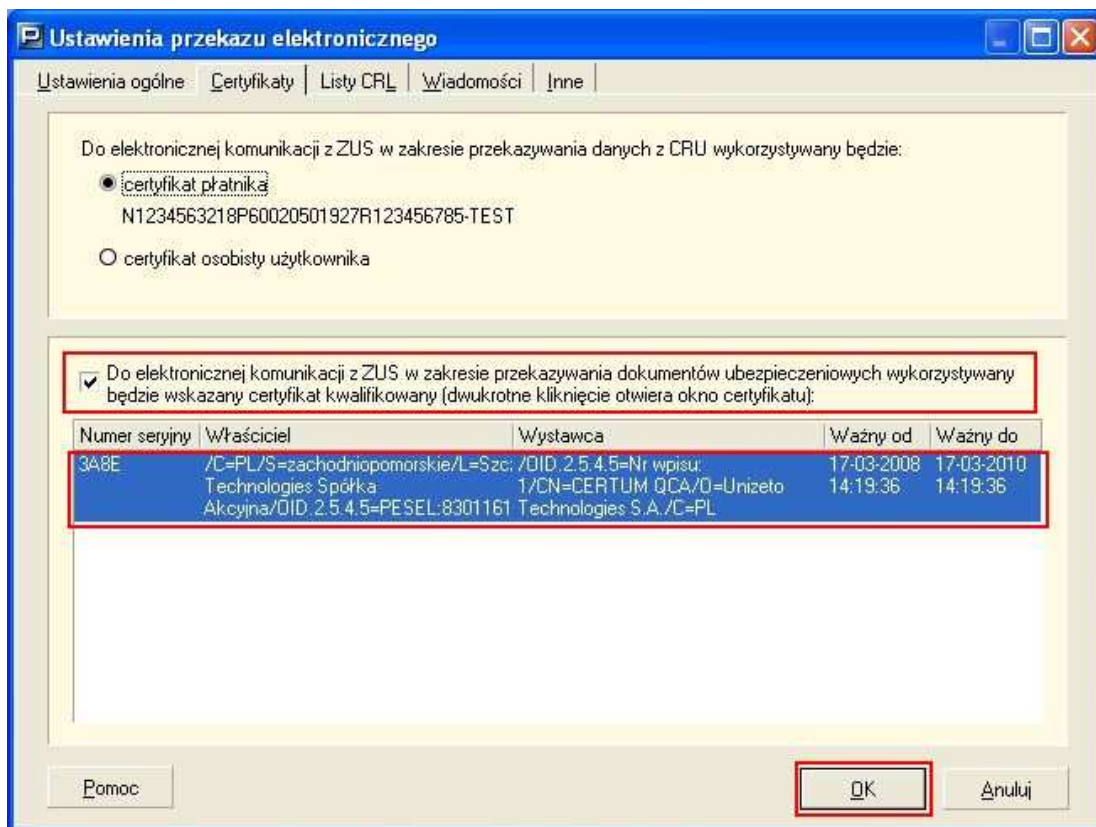 Ustawienia przekazu elektronicznego
Ustawienia ogólne Certyfikaty Listy CRL Wiadomości Inne
Do elektronicznej komunikacji z ZUS w zakresie przekazywania danych z CRU wykorzystywany będzie:
certyfikat płatnika
N1234563218P60020501927R123456785-TEST
certyfikat osobisty użytkownika
Do elektronicznej komunikacji z ZUS w zakresie przekazywania dokumentów ubezpieczeniowych wykorzystywany
będzie wskazany certyfikat kwalifikowany (dwukrotne kliknięcie otwiera okno certyfikatu):
Numer seryjny Właściciel Wystawca Ważny od Ważny do
3A8E /C=PL/S=zachodniopomorskie/L=Szc: /OID.2.5.4.5=Nr wpisu: 17-03-2008 17-03-2010
Technologies Spółka 1/CN=CERTUM QCA/O=Unizeto 14:19:36 14:19:36
Akcyjna/OID.2.5.4.5=PESEL:8301161 Technologies S.A./C=PL
Pomoc OK Anuluj